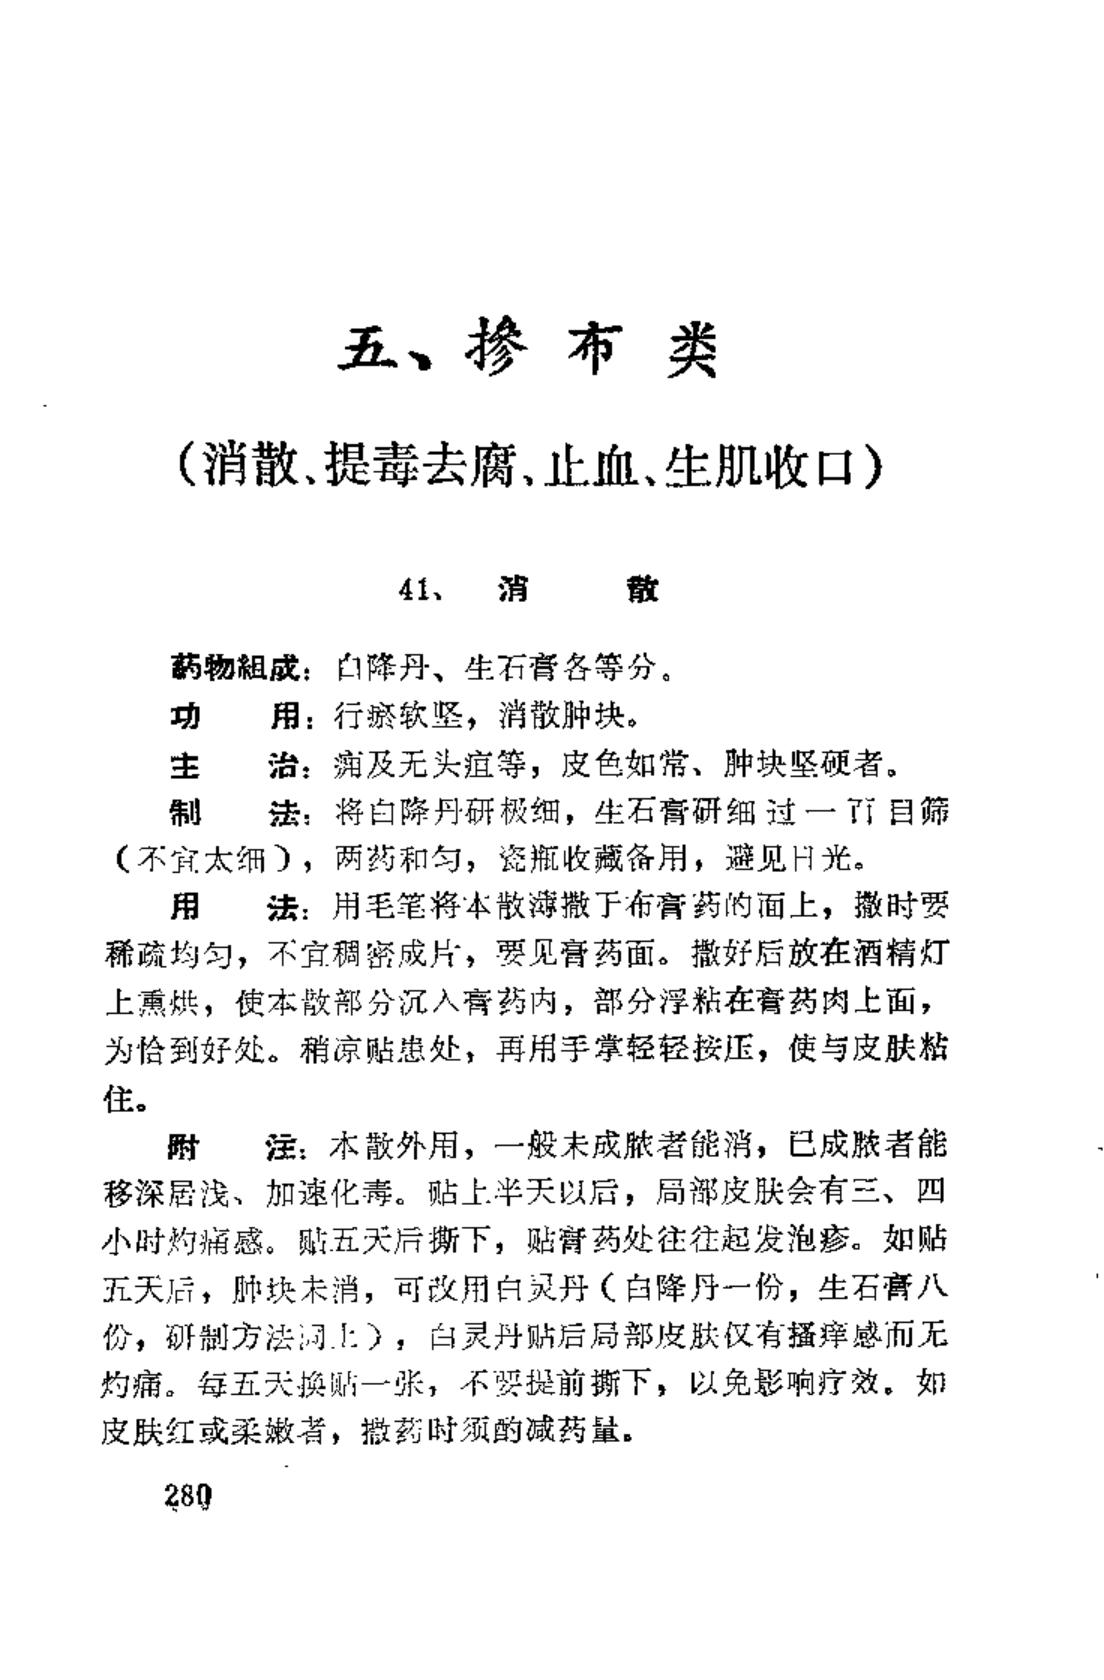 五、掺布类
（消散、提毒去腐、止血、生肌收口）
41、 消 散
药物組成：白降丹、生石膏各等分。
功 用：行瘀软坚，消散肿块。
主 治：痈及无头疽等，皮色如常、肿块坚硬者。
制 法：将白降丹研极细，生石膏研细过一百目筛
（不宜太细），两药和匀，瓷瓶收藏备用，避见日光。
用 法：用毛笔将本散薄撒于布膏药的面上，撒时要
稀疏均匀，不宜稠密成片，要见膏药面。撒好后放在酒精灯
上熏烘，使本散部分沉入膏药内，部分浮粘在膏药肉上面，
为恰到好处。稍凉贴患处，再用手掌轻轻按压，使与皮肤粘
住。
附 注：本散外用，一般未成脓者能消，已成脓者能
移深居浅、加速化毒。贴上半天以后，局部皮肤会有三、四
小时灼痛感。贴五天后撕下，贴膏药处往往起发泡疹。如贴
五天后，肿块未消，可改用白灵丹（白降丹一份，生石膏八
份，研制方法同上），白灵丹贴后局部皮肤仅有搔痒感而无
灼痛。每五天换贴一张，不要提前撕下，以免影响疗效。如
皮肤红或柔嫩者，撒药时须酌减药量。
280